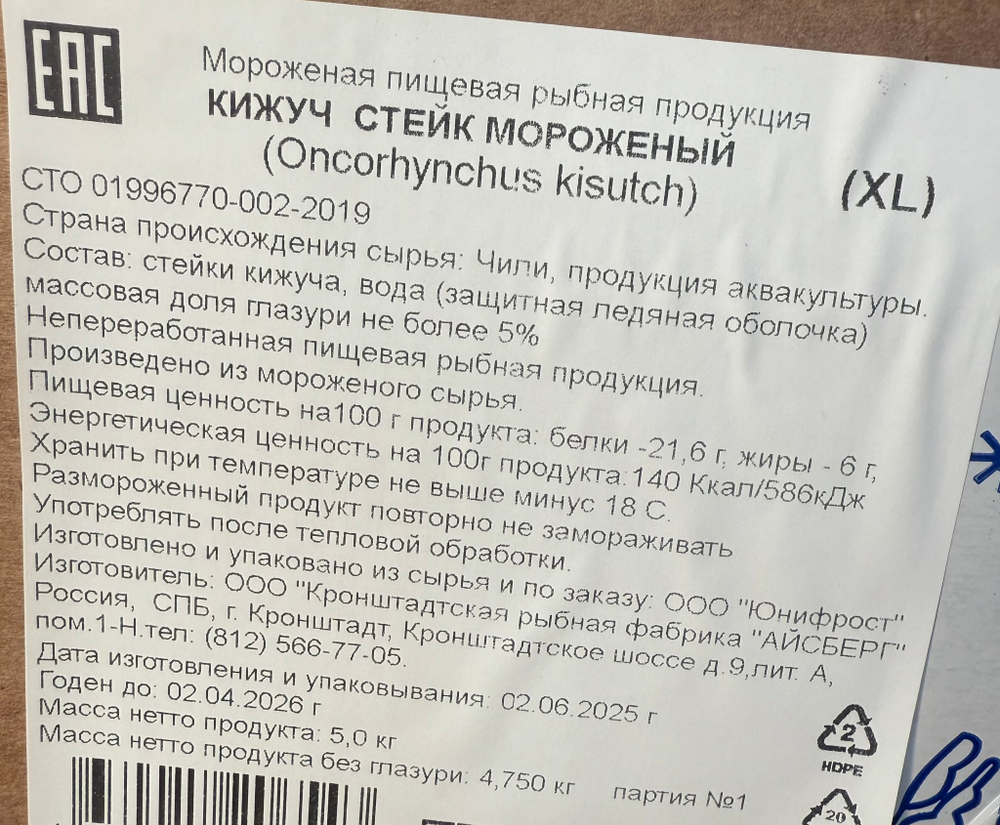 EAC
Мороженая пищевая рыбная продукция
КИЖУЧ СТЕЙК МОРОЖЕНЫЙ
(Oncorhynchus kisutch) (XL)
СТО 01996770-002-2019
Страна происхождения сырья: Чили, продукция аквакультуры.
Состав: стейки кижуча, вода (защитная ледяная оболочка)
массовая доля глазури не более 5%
Непереработанная пищевая рыбная продукция.
Произведено из мороженого сырья.
Пищевая ценность на100 г продукта: белки -21,6 г, жиры - 6 г,
Энергетическая ценность на 100г продукта:140 Ккал/586кДж
Хранить при температуре не выше минус 18 С.
Размороженный продукт повторно не замораживать
Употреблять после тепловой обработки.
Изготовлено и упаковано из сырья и по заказу: ООО "Юнифрост"
Изготовитель: ООО "Кронштадтская рыбная фабрика "АЙСБЕРГ"
Россия, СПБ, г. Кронштадт, Кронштадтское шоссе д.9,лит. А,
пом.1-Н.тел: (812) 566-77-05.
Дата изготовления и упаковывания: 02.06.2025 г
Годен до: 02.04.2026 г
Масса нетто продукта: 5,0 кг
Масса нетто продукта без глазури: 4,750 кг партия №1
2
HDPE
20